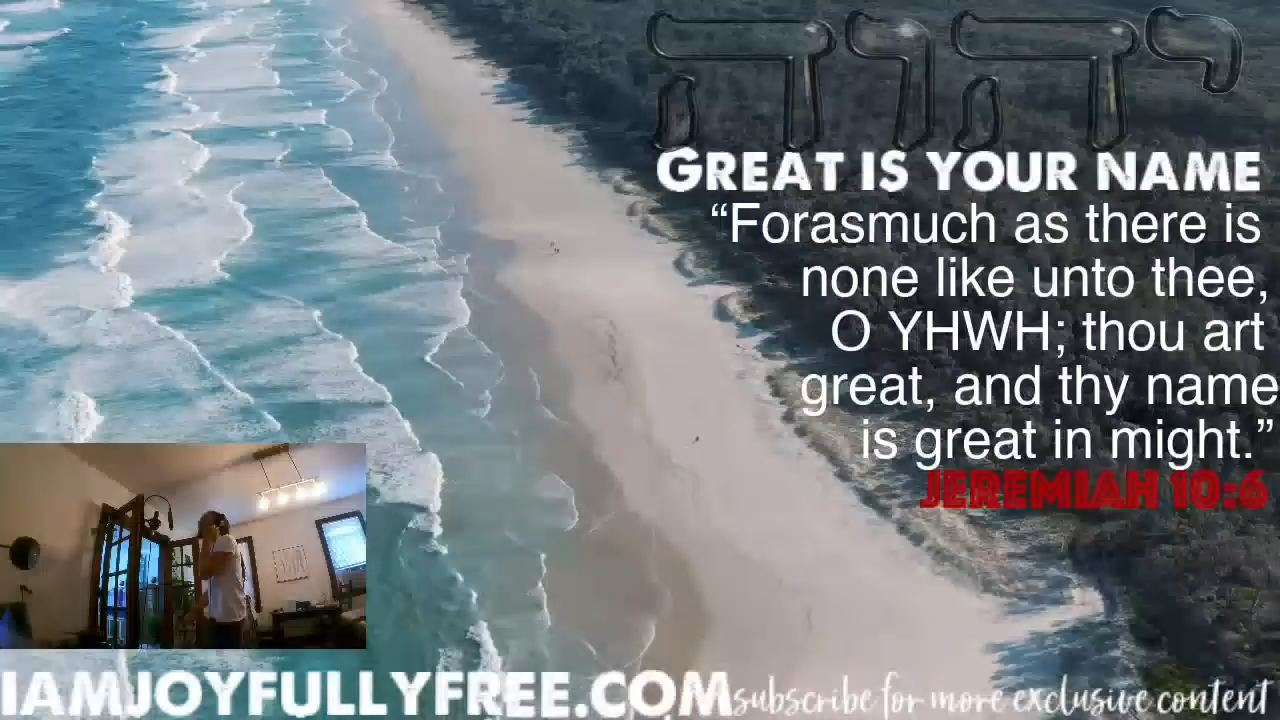 יהוה
GREAT IS YOUR NAME
“Forasmuch as there is
none like unto thee,
O YHWH; thou art
great, and thy name
is great in might.”
JEREMIAH 10:6
IAMJOYFULLYFREE.COM subscribe for more exclusive content